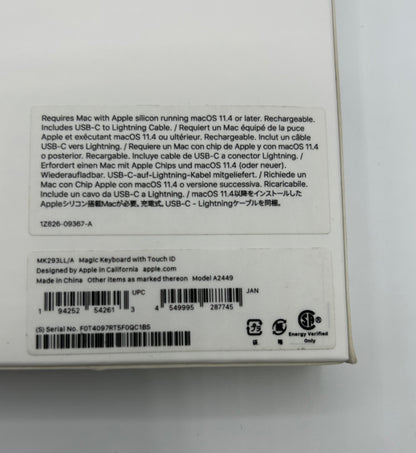 Requires Mac with Apple silicon running macOS 11.4 or later. Rechargeable.
Includes USB-C to Lightning Cable. / Requiert un Mac équipé de la puce
Apple et exécutant macOS 11.4 ou ultérieur. Rechargeable. Inclut un câble
USB-C vers Lightning. / Requiere un Mac con chip de Apple y con macOS 11.4
o posterior. Recargable. Incluye cable de USB-C a conector Lightning. /
Erfordert einen Mac mit Apple Chips und macOS 11.4 (oder neuer).
Wiederaufladbar. USB-C-auf-Lightning-Kabel mitgeliefert. / Richiede un
Mac con Chip Apple con macOS 11.4 o versione successiva. Ricaricabile.
Include un cavo da USB-C a Lightning. / macOS 11.4以降をインストールした
Appleシリコン搭載Macが必要。充電式。USB-C - Lightningケーブルを同梱。
1Z826-09367-A
MK293LL/A Magic Keyboard with Touch ID
Designed by Apple in California apple.com
Made in China Other items as marked thereon Model A2449
UPC
JAN
1 94252 54261 3
4 549995 287745
(S) Serial No. F0T4097RT5F0QC1BS
Energy Verified
Only